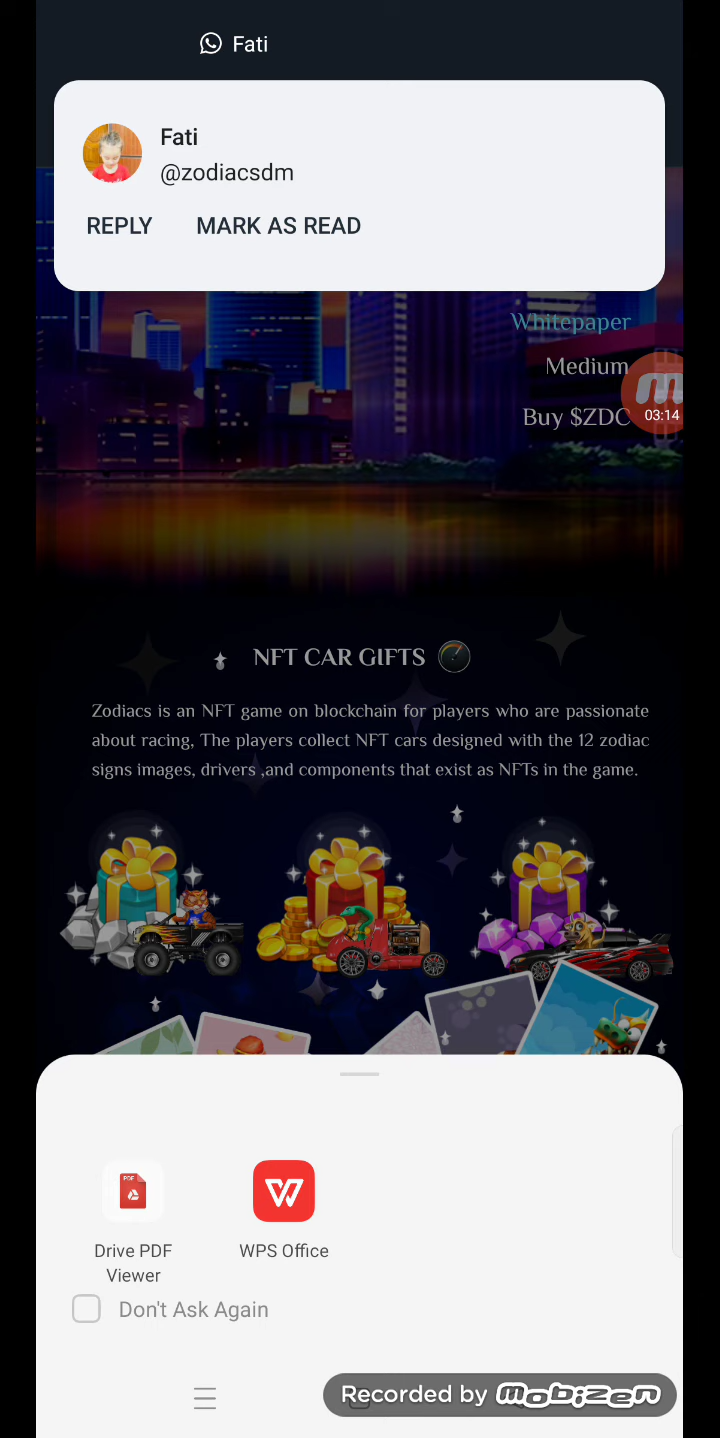 Fati
Fati
@zodiacsdm
REPLY MARK AS READ
Whitepaper
Medium
03:14
Buy $ZDC
NFT CAR GIFTS
Zodiacs is an NFT game on blockchain for players who are passionate
about racing, The players collect NFT cars designed with the 12 zodiac
signs images, drivers ,and components that exist as NFTs in the game.
PDF
Drive PDF
Viewer
WPS Office
Don't Ask Again
Recorded by mobizen